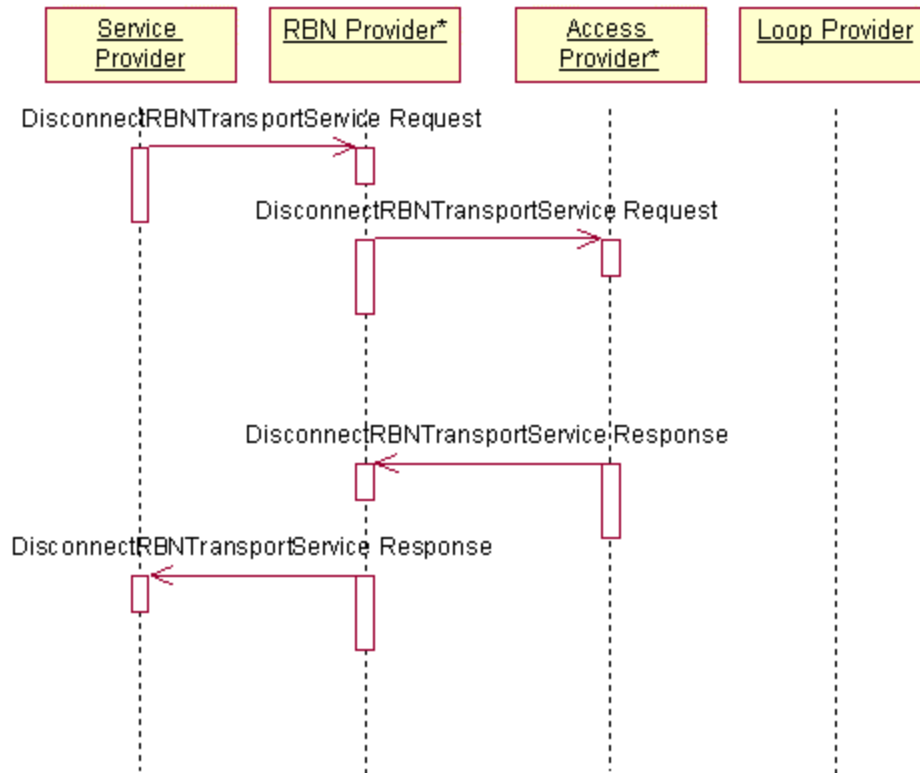 Service
Provider
RBN Provider*
Access
Provider*
Loop Provider
DisconnectRBNTransportService Request
DisconnectRBNTransportService Request
DisconnectRBNTransportService Response
DisconnectRBNTransportService Response